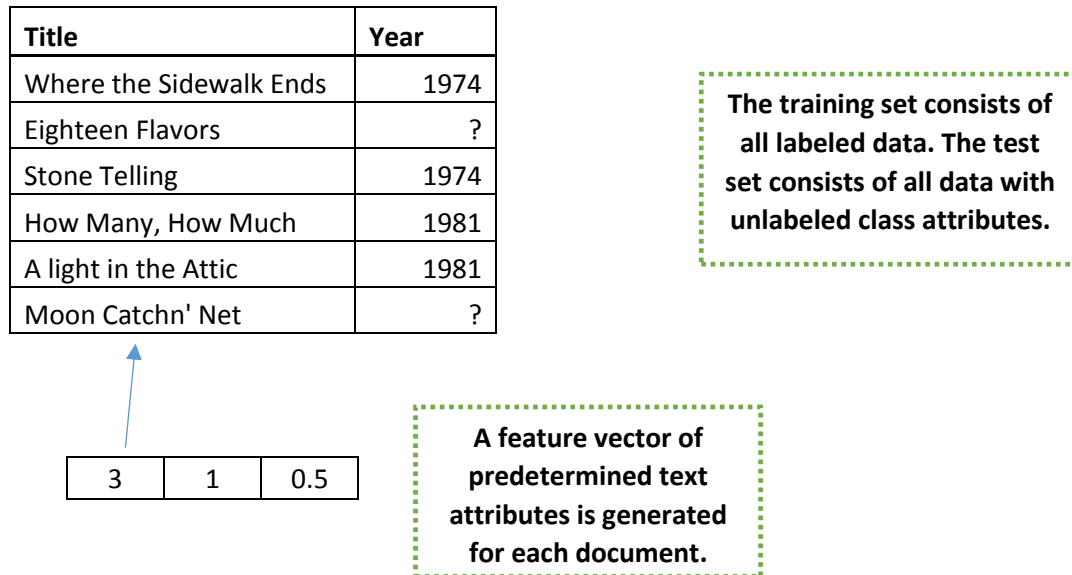 Title Year
Where the Sidewalk Ends 1974
Eighteen Flavors ?
Stone Telling 1974
How Many, How Much 1981
A light in the Attic 1981
Moon Catchn' Net ?
The training set consists of
all labeled data. The test
set consists of all data with
unlabeled class attributes.
3 1 0.5
A feature vector of
predetermined text
attributes is generated
for each document.